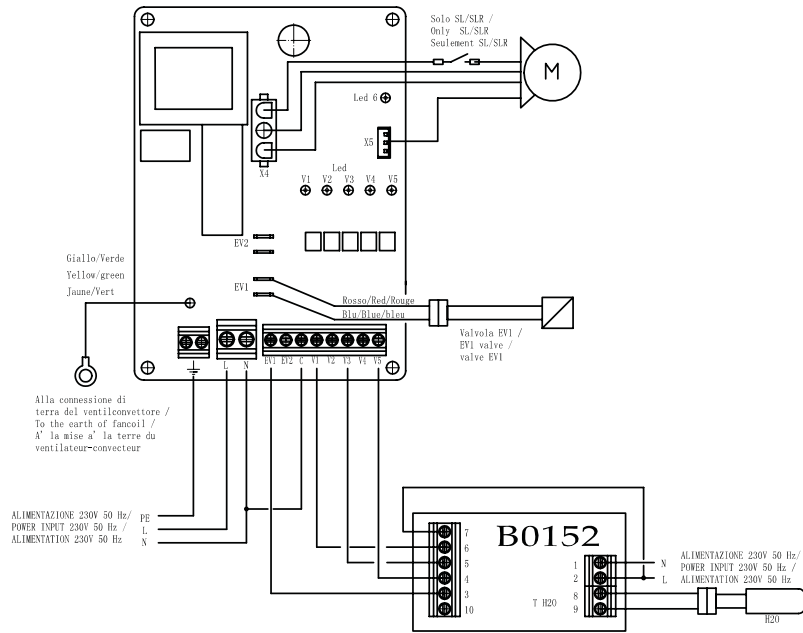 Solo SL/SLR /
Only SL/SLR
Seulement SL/SLR
M
Led 6
X5
X4
Led
V1 V2 V3 V4 V5
EV2
EV1
Giallo/Verde
Yellow/green
Jaune/Vert
Rosso/Red/Rouge
Blu/Blue/bleu
Valvola EV1 /
EV1 valve /
valve EV1
L N
EV1 EV2 C V1 V2 V3 V4 V5
Alla connessione di
terra del ventilconvettore /
To the earth of fancoil /
A' la mise a' la terre du
ventilateur-convecteur
ALIMENTAZIONE 230V 50 Hz/
POWER INPUT 230V 50 Hz /
ALIMENTATION 230V 50 Hz
PE
L
N
B0152
7
6
5
4
3
10
T H2O
1
2
8
9
N
L
ALIMENTAZIONE 230V 50 Hz/
POWER INPUT 230V 50 Hz /
ALIMENTATION 230V 50 Hz
H20